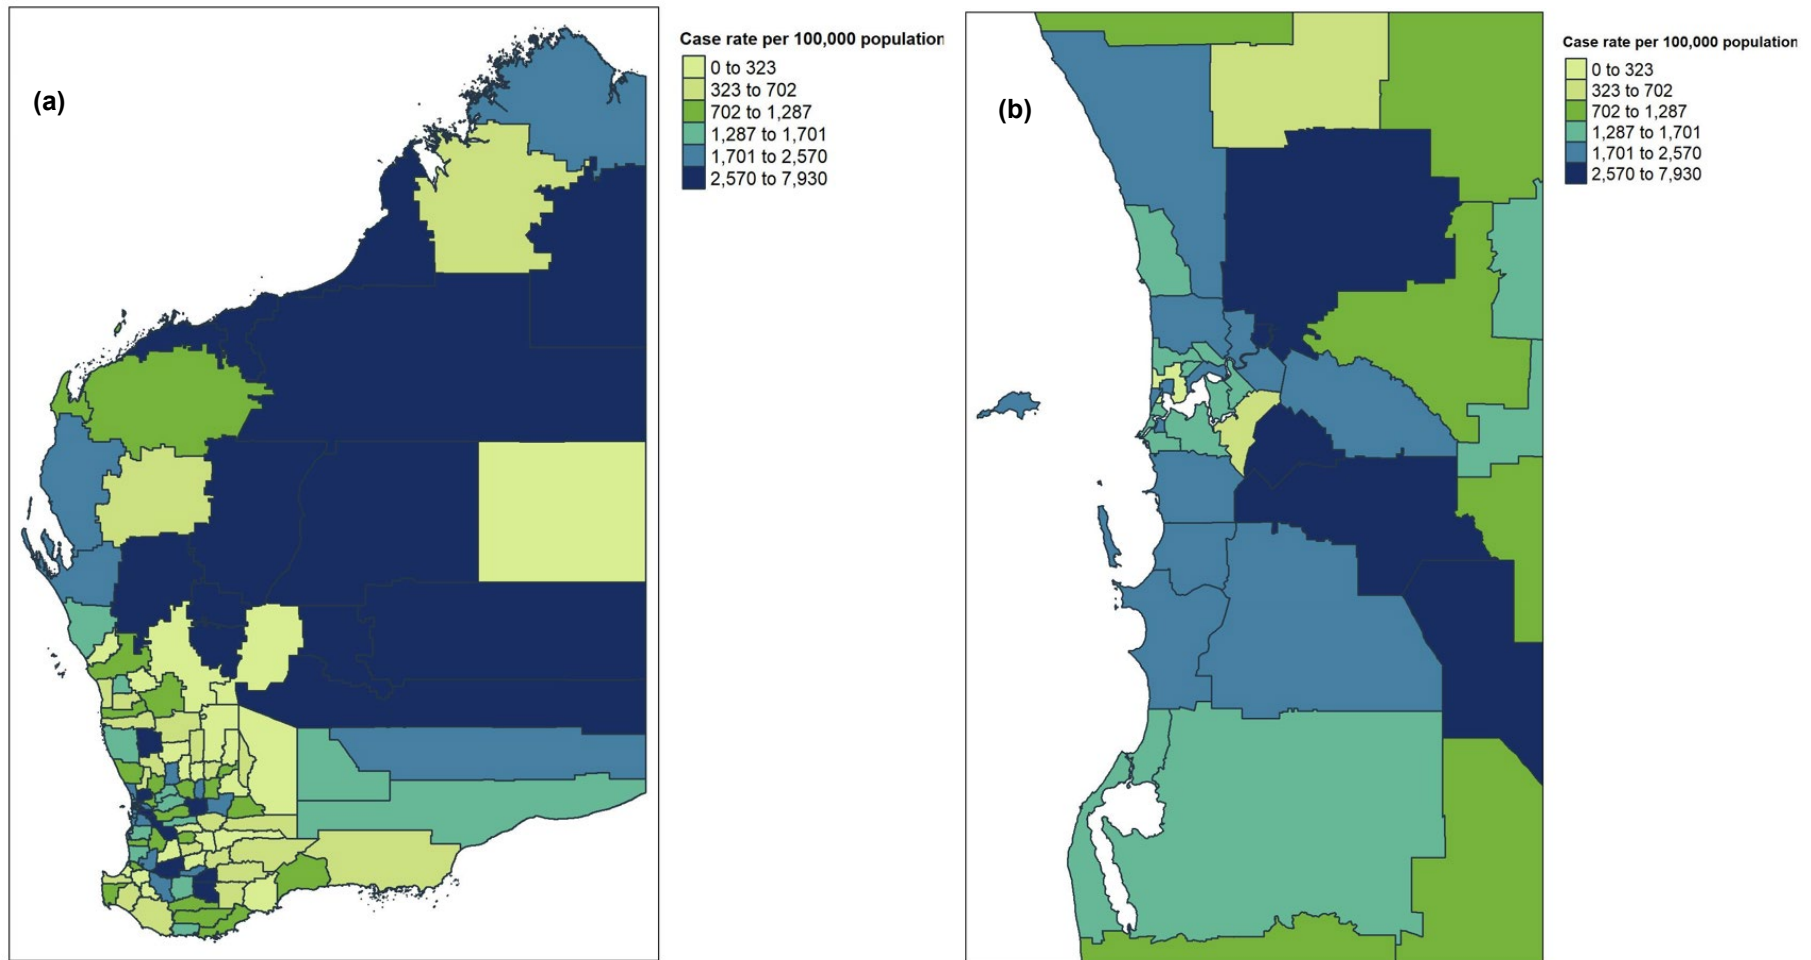 (a)
Case rate per 100,000 population
0 to 323
323 to 702
702 to 1,287
1,287 to 1,701
1,701 to 2,570
2,570 to 7,930
(b)
Case rate per 100,000 population
0 to 323
323 to 702
702 to 1,287
1,287 to 1,701
1,701 to 2,570
2,570 to 7,930